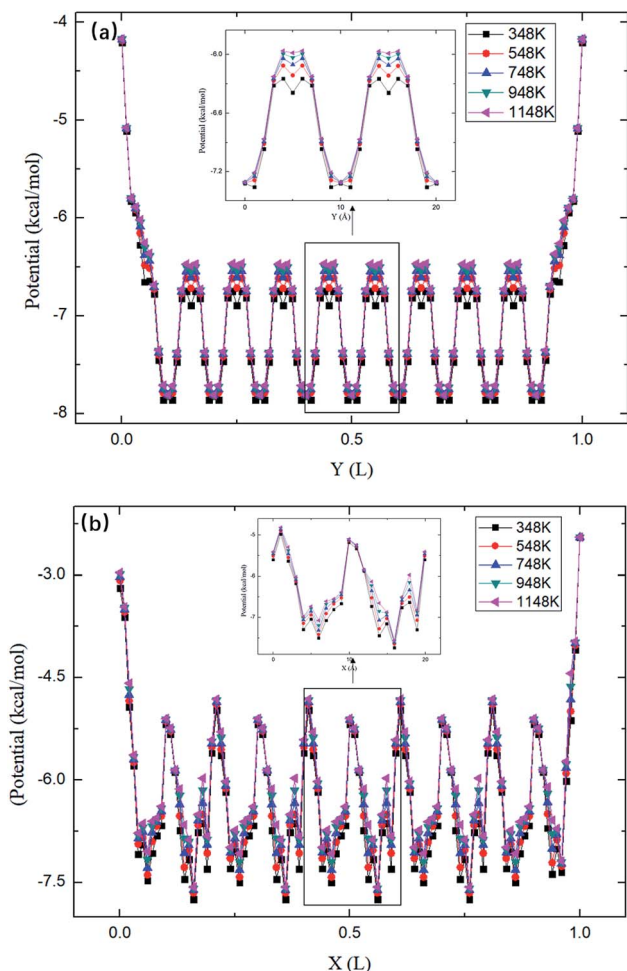 (a)
348K
548K
748K
948K
1148K
Potential (kcal/mol)
-4
-5
-6
-7
-8
0.0
0.5
1.0
Y (L)
Potential (kcal/mol)
-6.0
-6.6
-7.2
0
10
20
Y (Å)
(b)
348K
548K
748K
948K
1148K
(Potential (kcal/mol)
-3.0
-4.5
-6.0
-7.5
0.0
0.5
1.0
X (L)
Potential (kcal/mol)
-5
-6
-7
0
10
20
X (Å)